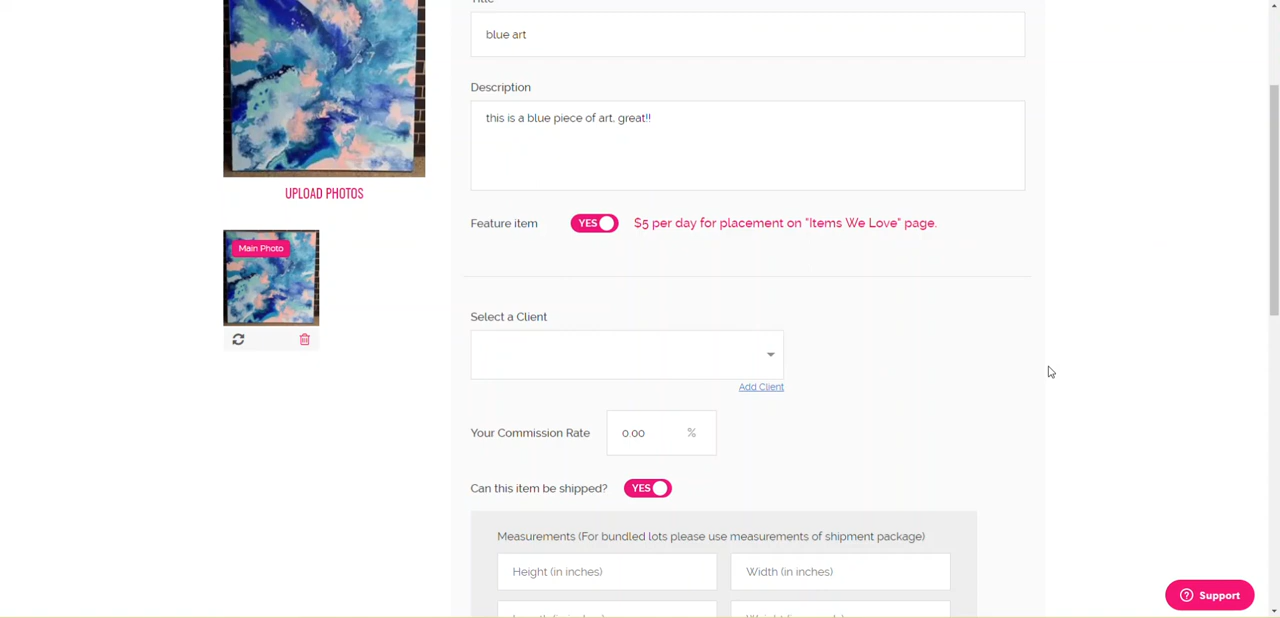 Title
blue art
Description
this is a blue piece of art. great!!
UPLOAD PHOTOS
Feature item YES $5 per day for placement on "Items We Love" page.
Main Photo
Select a Client
Add Client
Your Commission Rate 0.00 %
Can this item be shipped? YES
Measurements (For bundled lots please use measurements of shipment package)
Height (in inches) Width (in inches)
Support